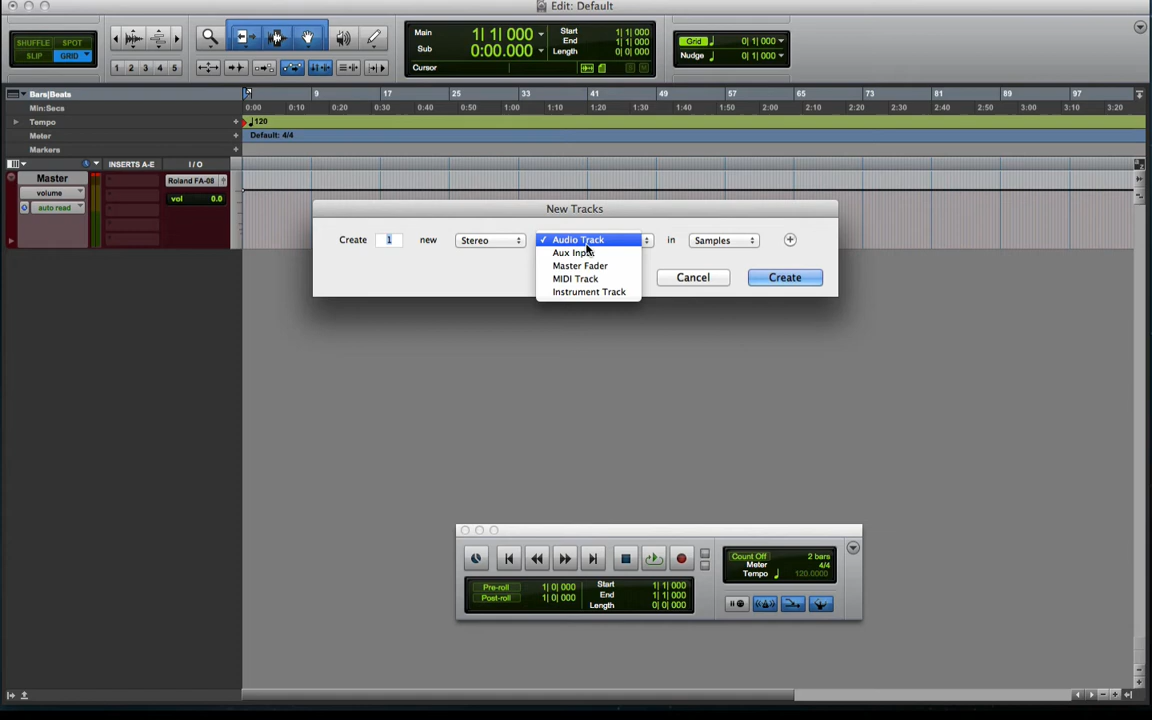 Edit: Default
SHUFFLE SPOT
SLIP GRID
1 2 3 4 5
Main 1| 1| 000
Sub 0:00.000
Start 1| 1| 000
End 1| 1| 000
Length 0| 0| 000
Cursor
Grid 0| 1| 000
Nudge 0| 1| 000
Bars|Beats 9 17 25 33 41 49 57 65 73 81 89 97
Min:Secs 0:00 0:10 0:20 0:30 0:40 0:50 1:00 1:10 1:20 1:30 1:40 1:50 2:00 2:10 2:20 2:30 2:40 2:50 3:00 3:10 3:20
Tempo 120
Meter Default: 4/4
Markers
INSERTS A-E I / O
Master
volume
auto read
Roland FA-08
vol 0.0
New Tracks
Create 1 new Stereo Audio Track in Samples
Aux Input
Master Fader
MIDI Track
Instrument Track
Cancel Create
Pre-roll 1| 0| 000
Post-roll 1| 0| 000
Start 1| 1| 000
End 1| 1| 000
Length 0| 0| 000
Count Off 2 bars
Meter 4/4
Tempo 120.0000